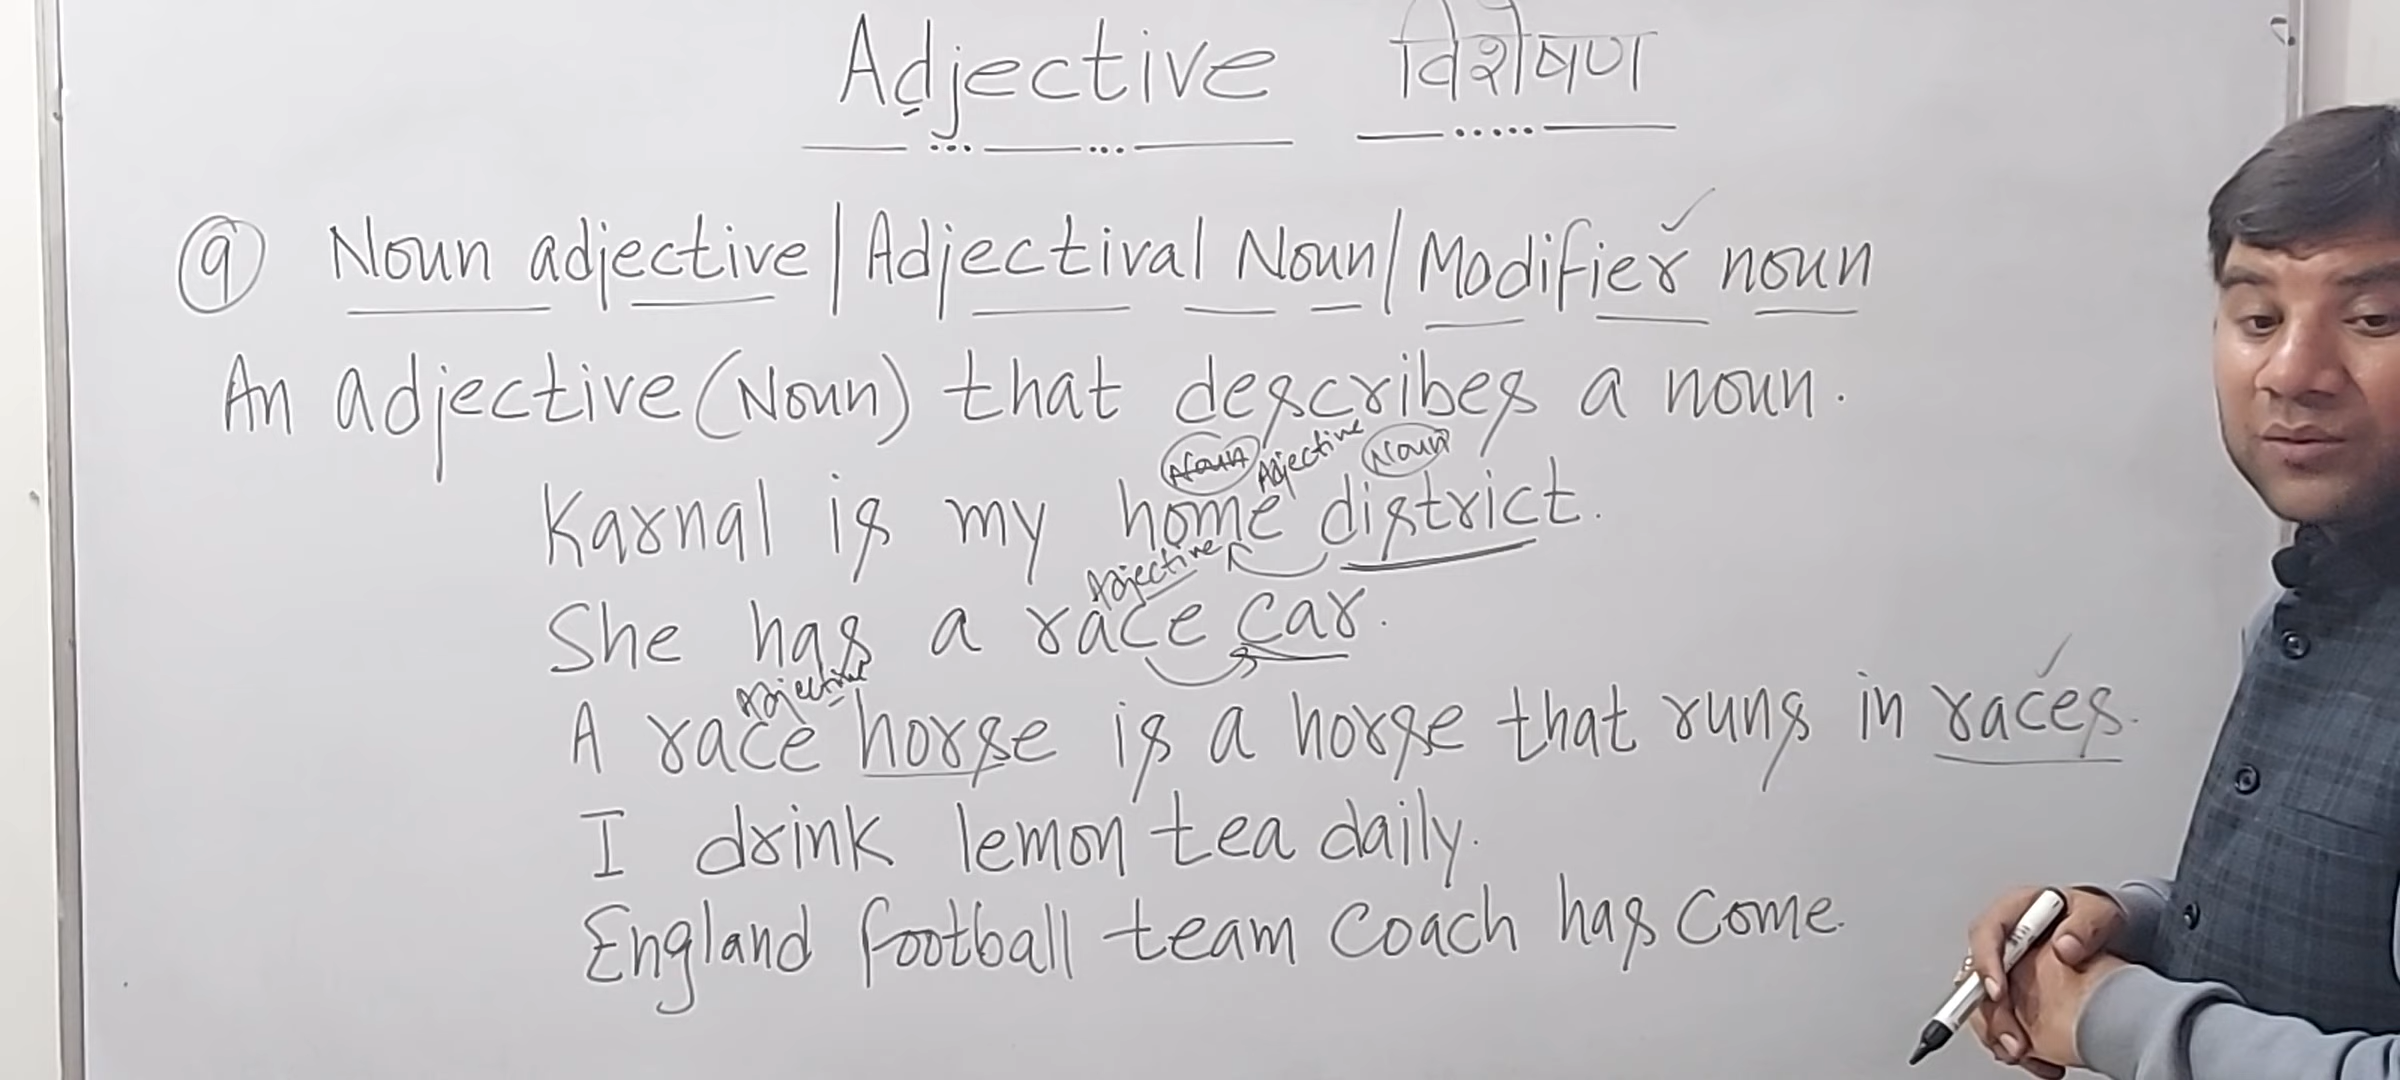 Adjective विशेषण
9 Noun adjective/Adjectival Noun/Modifier noun
An adjective (Noun) that describes a noun.
Noun Adjective Noun
Karnal is my home district.
Adjective
She has a race car.
Adjective
A race horse is a horse that runs in races.
I drink lemon tea daily.
England football team coach has come.